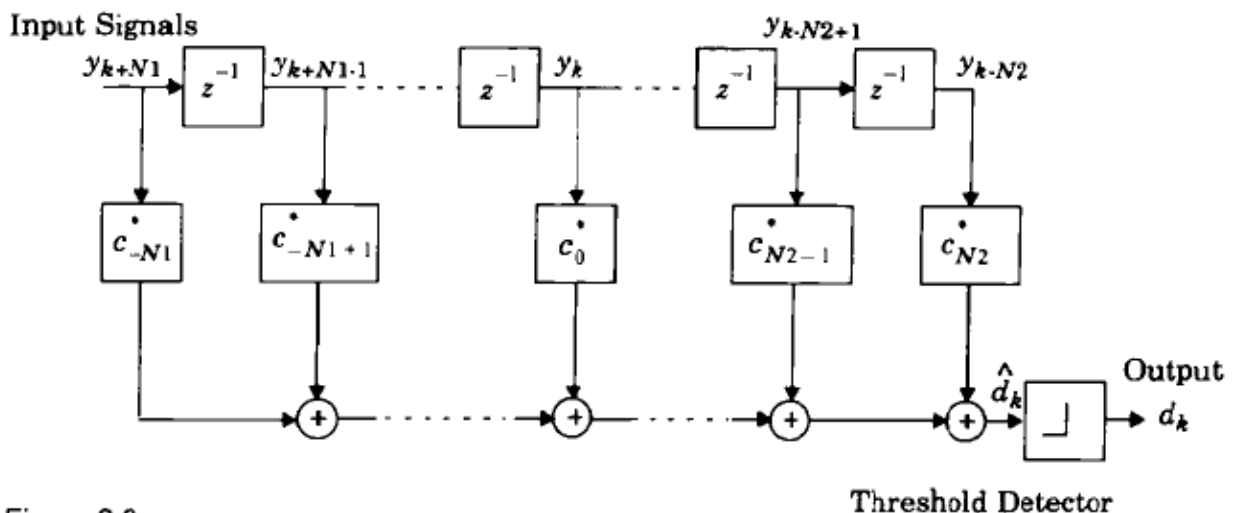 Input Signals
y_{k+N1} z^{-1} y_{k+N1-1} z^{-1} y_k z^{-1} y_{k-N2+1} z^{-1} y_{k-N2}
c^*_{-N1} c^*_{-N1+1} c^*_0 c^*_{N2-1} c^*_{N2}
+ + + +
\hat{d}_k
Output
d_k
Threshold Detector